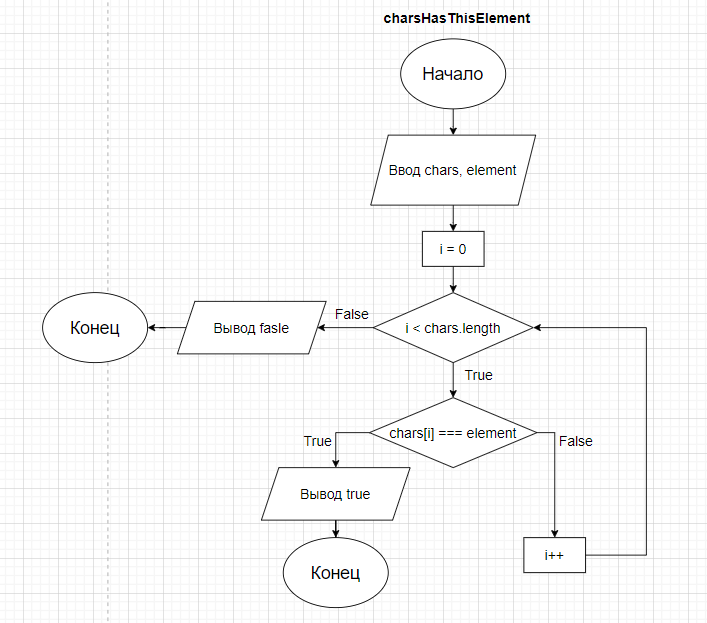 charsHasThisElement
Начало
Ввод chars, element
i = 0
False
Конец
Вывод fasle
i < chars.length
True
chars[i] === element
True
False
Вывод true
i++
Конец